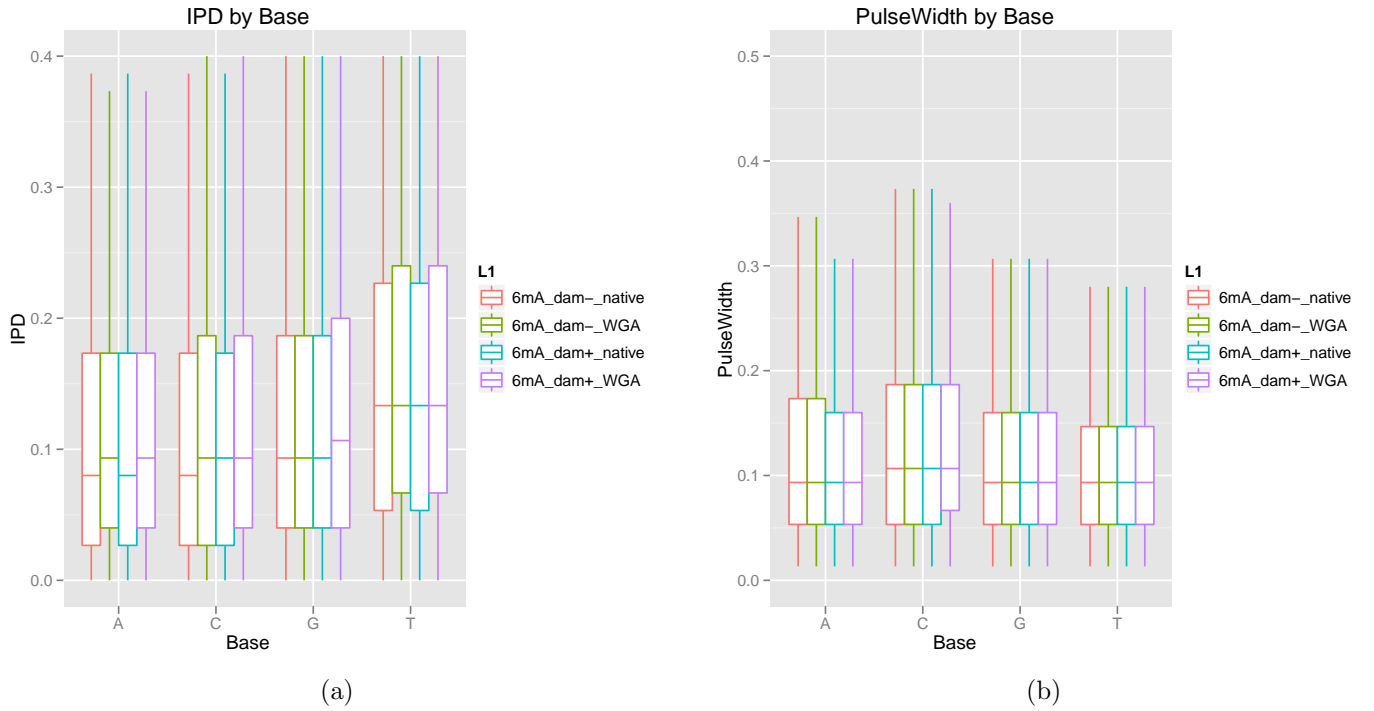 IPD by Base
IPD
0.4
0.3
0.2
0.1
0.0
A C G T
Base
L1
6mA_dam−_native
6mA_dam−_WGA
6mA_dam+_native
6mA_dam+_WGA
(a)
PulseWidth by Base
PulseWidth
0.5
0.4
0.3
0.2
0.1
0.0
A C G T
Base
L1
6mA_dam−_native
6mA_dam−_WGA
6mA_dam+_native
6mA_dam+_WGA
(b)